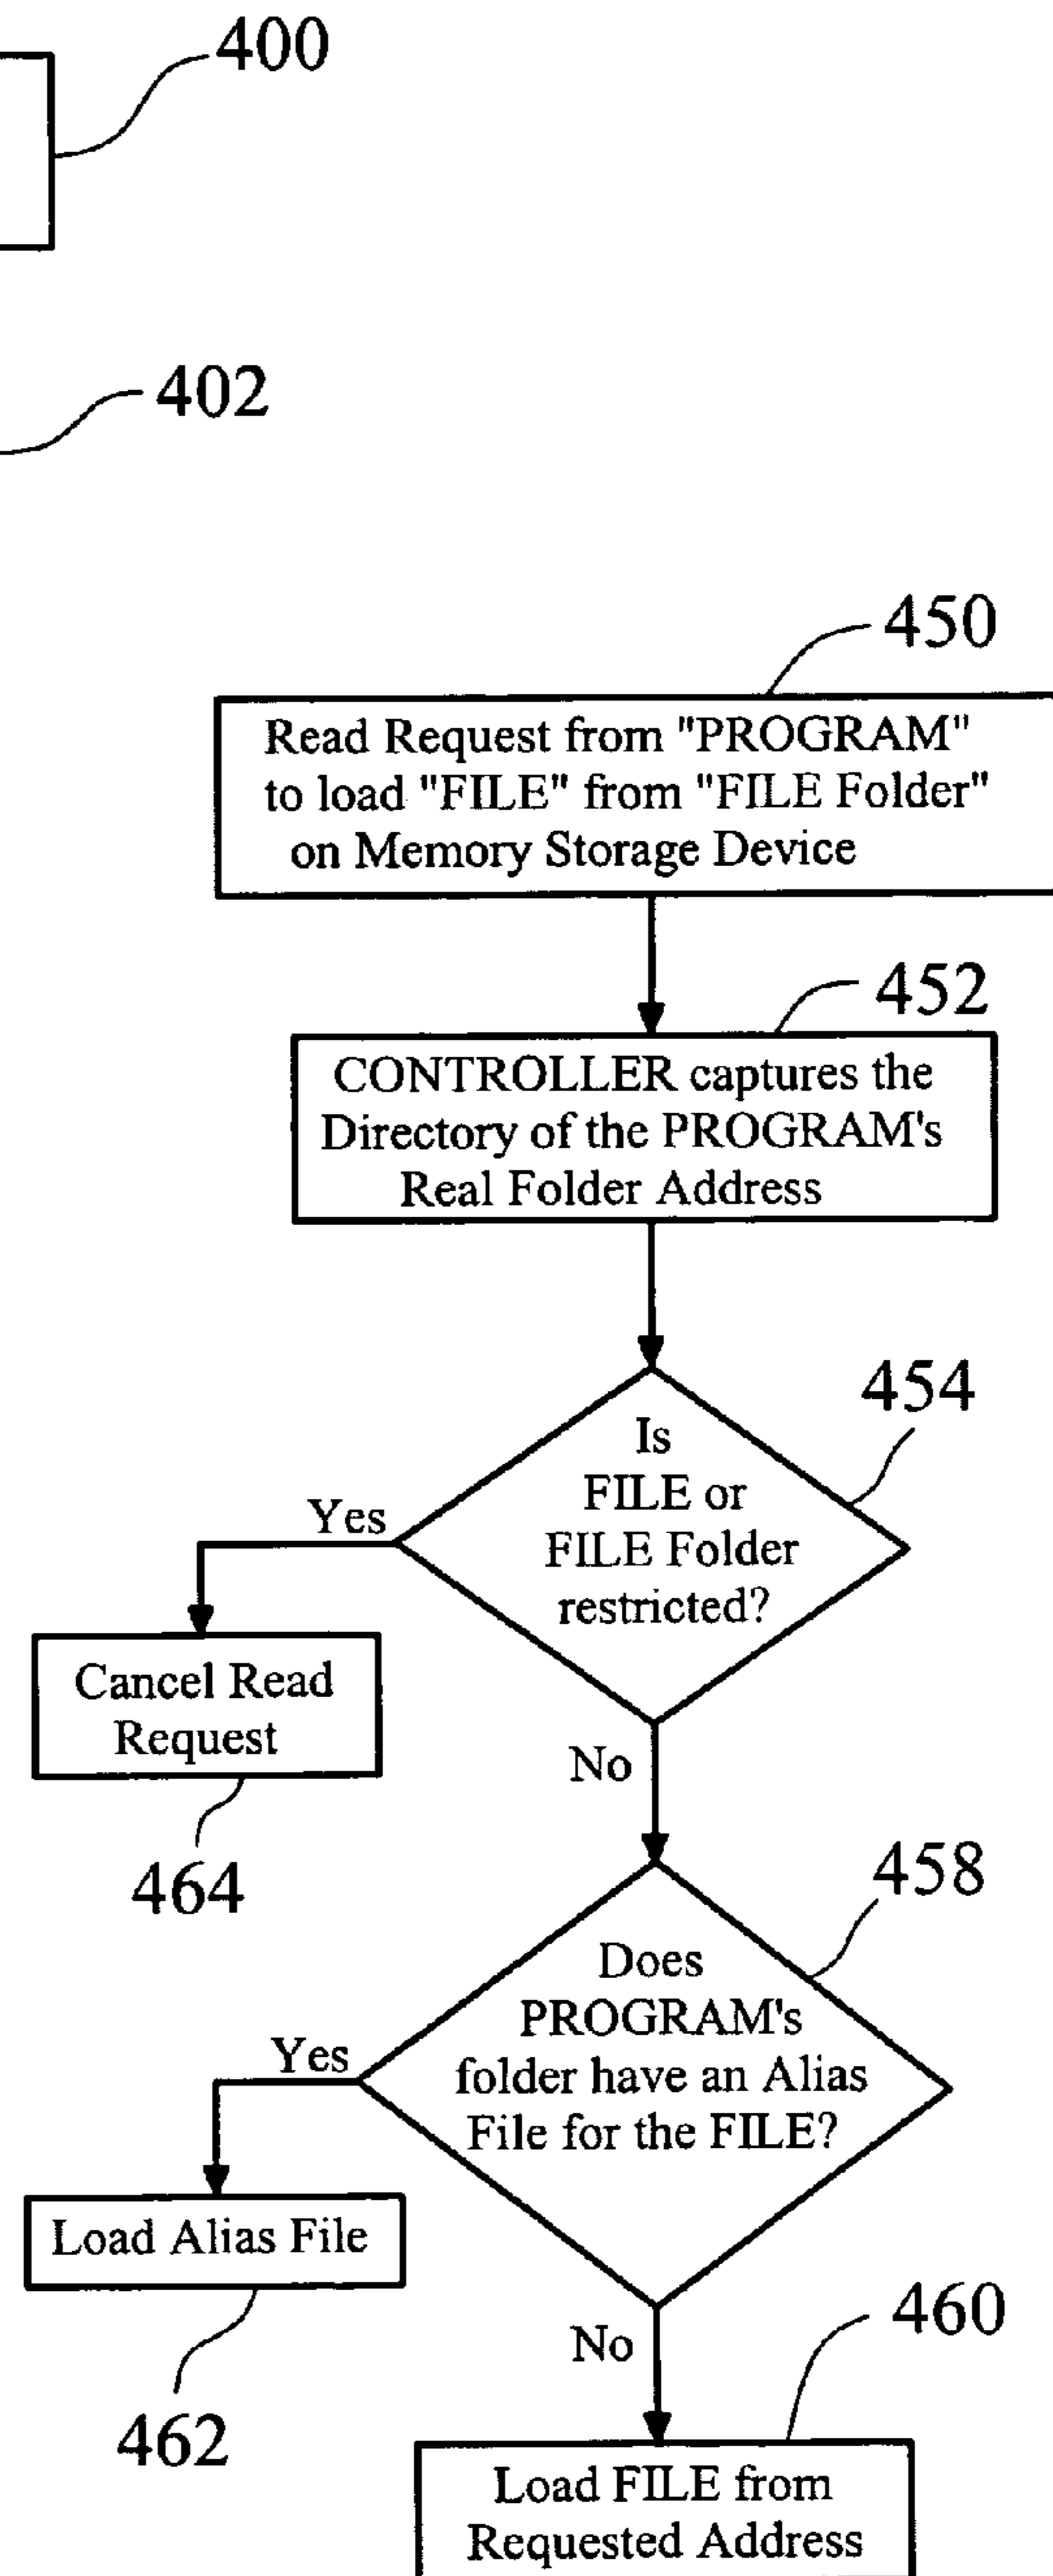 400
402
450
Read Request from "PROGRAM"
to load "FILE" from "FILE Folder"
on Memory Storage Device
452
CONTROLLER captures the
Directory of the PROGRAM's
Real Folder Address
454
Is
FILE or
FILE Folder
restricted?
Yes
Cancel Read
Request
464
No
458
Does
PROGRAM's
folder have an Alias
File for the FILE?
Yes
Load Alias File
462
No
460
Load FILE from
Requested Address